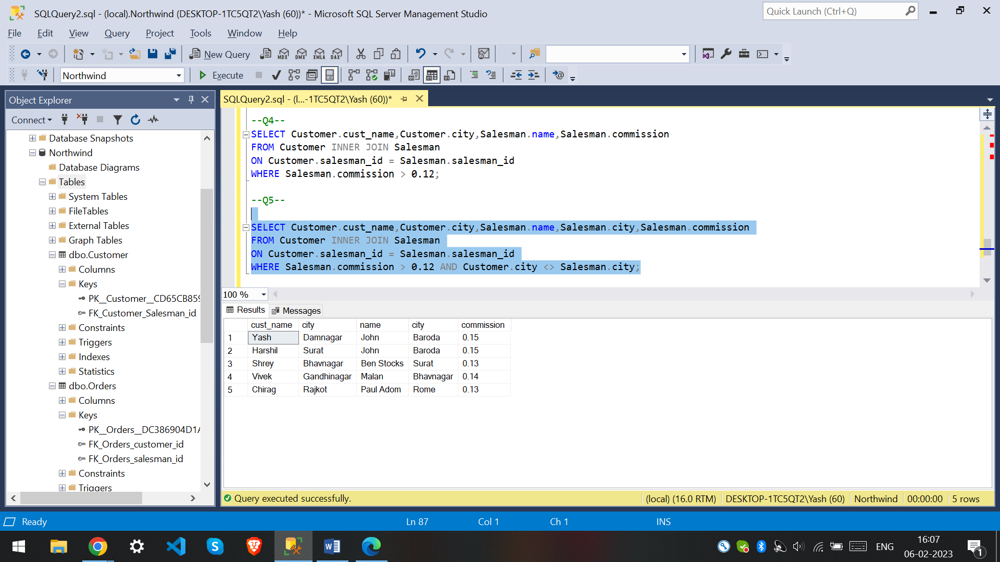 SQLQuery2.sql - (local).Northwind (DESKTOP-1TC5QT2\Yash (60))* - Microsoft SQL Server Management Studio
Quick Launch (Ctrl+Q)
File Edit View Query Project Tools Window Help
New Query MDX DMX XMLA DAX
Northwind Execute
Object Explorer
Connect
Database Snapshots
Northwind
Database Diagrams
Tables
System Tables
FileTables
External Tables
Graph Tables
dbo.Customer
Columns
Keys
PK__Customer__CD65CB859
FK_Customer_Salesman_id
Constraints
Triggers
Indexes
Statistics
dbo.Orders
Columns
Keys
PK__Orders__DC386904D1A
FK_Orders_customer_id
FK_Orders_salesman_id
Constraints
Triggers
SQLQuery2.sql - (l...-1TC5QT2\Yash (60))*
--Q4--
SELECT Customer.cust_name,Customer.city,Salesman.name,Salesman.commission
FROM Customer INNER JOIN Salesman
ON Customer.salesman_id = Salesman.salesman_id
WHERE Salesman.commission > 0.12;
--Q5--
SELECT Customer.cust_name,Customer.city,Salesman.name,Salesman.city,Salesman.commission
FROM Customer INNER JOIN Salesman
ON Customer.salesman_id = Salesman.salesman_id
WHERE Salesman.commission > 0.12 AND Customer.city <> Salesman.city;
100 %
Results Messages
cust_name city name city commission
1 Yash Damnagar John Baroda 0.15
2 Harshil Surat John Baroda 0.15
3 Shrey Bhavnagar Ben Stocks Surat 0.13
4 Vivek Gandhinagar Malan Bhavnagar 0.14
5 Chirag Rajkot Paul Adom Rome 0.13
Query executed successfully. (local) (16.0 RTM) DESKTOP-1TC5QT2\Yash (60) Northwind 00:00:00 5 rows
Ready Ln 87 Col 1 Ch 1 INS
ENG
16:07
06-02-2023
1